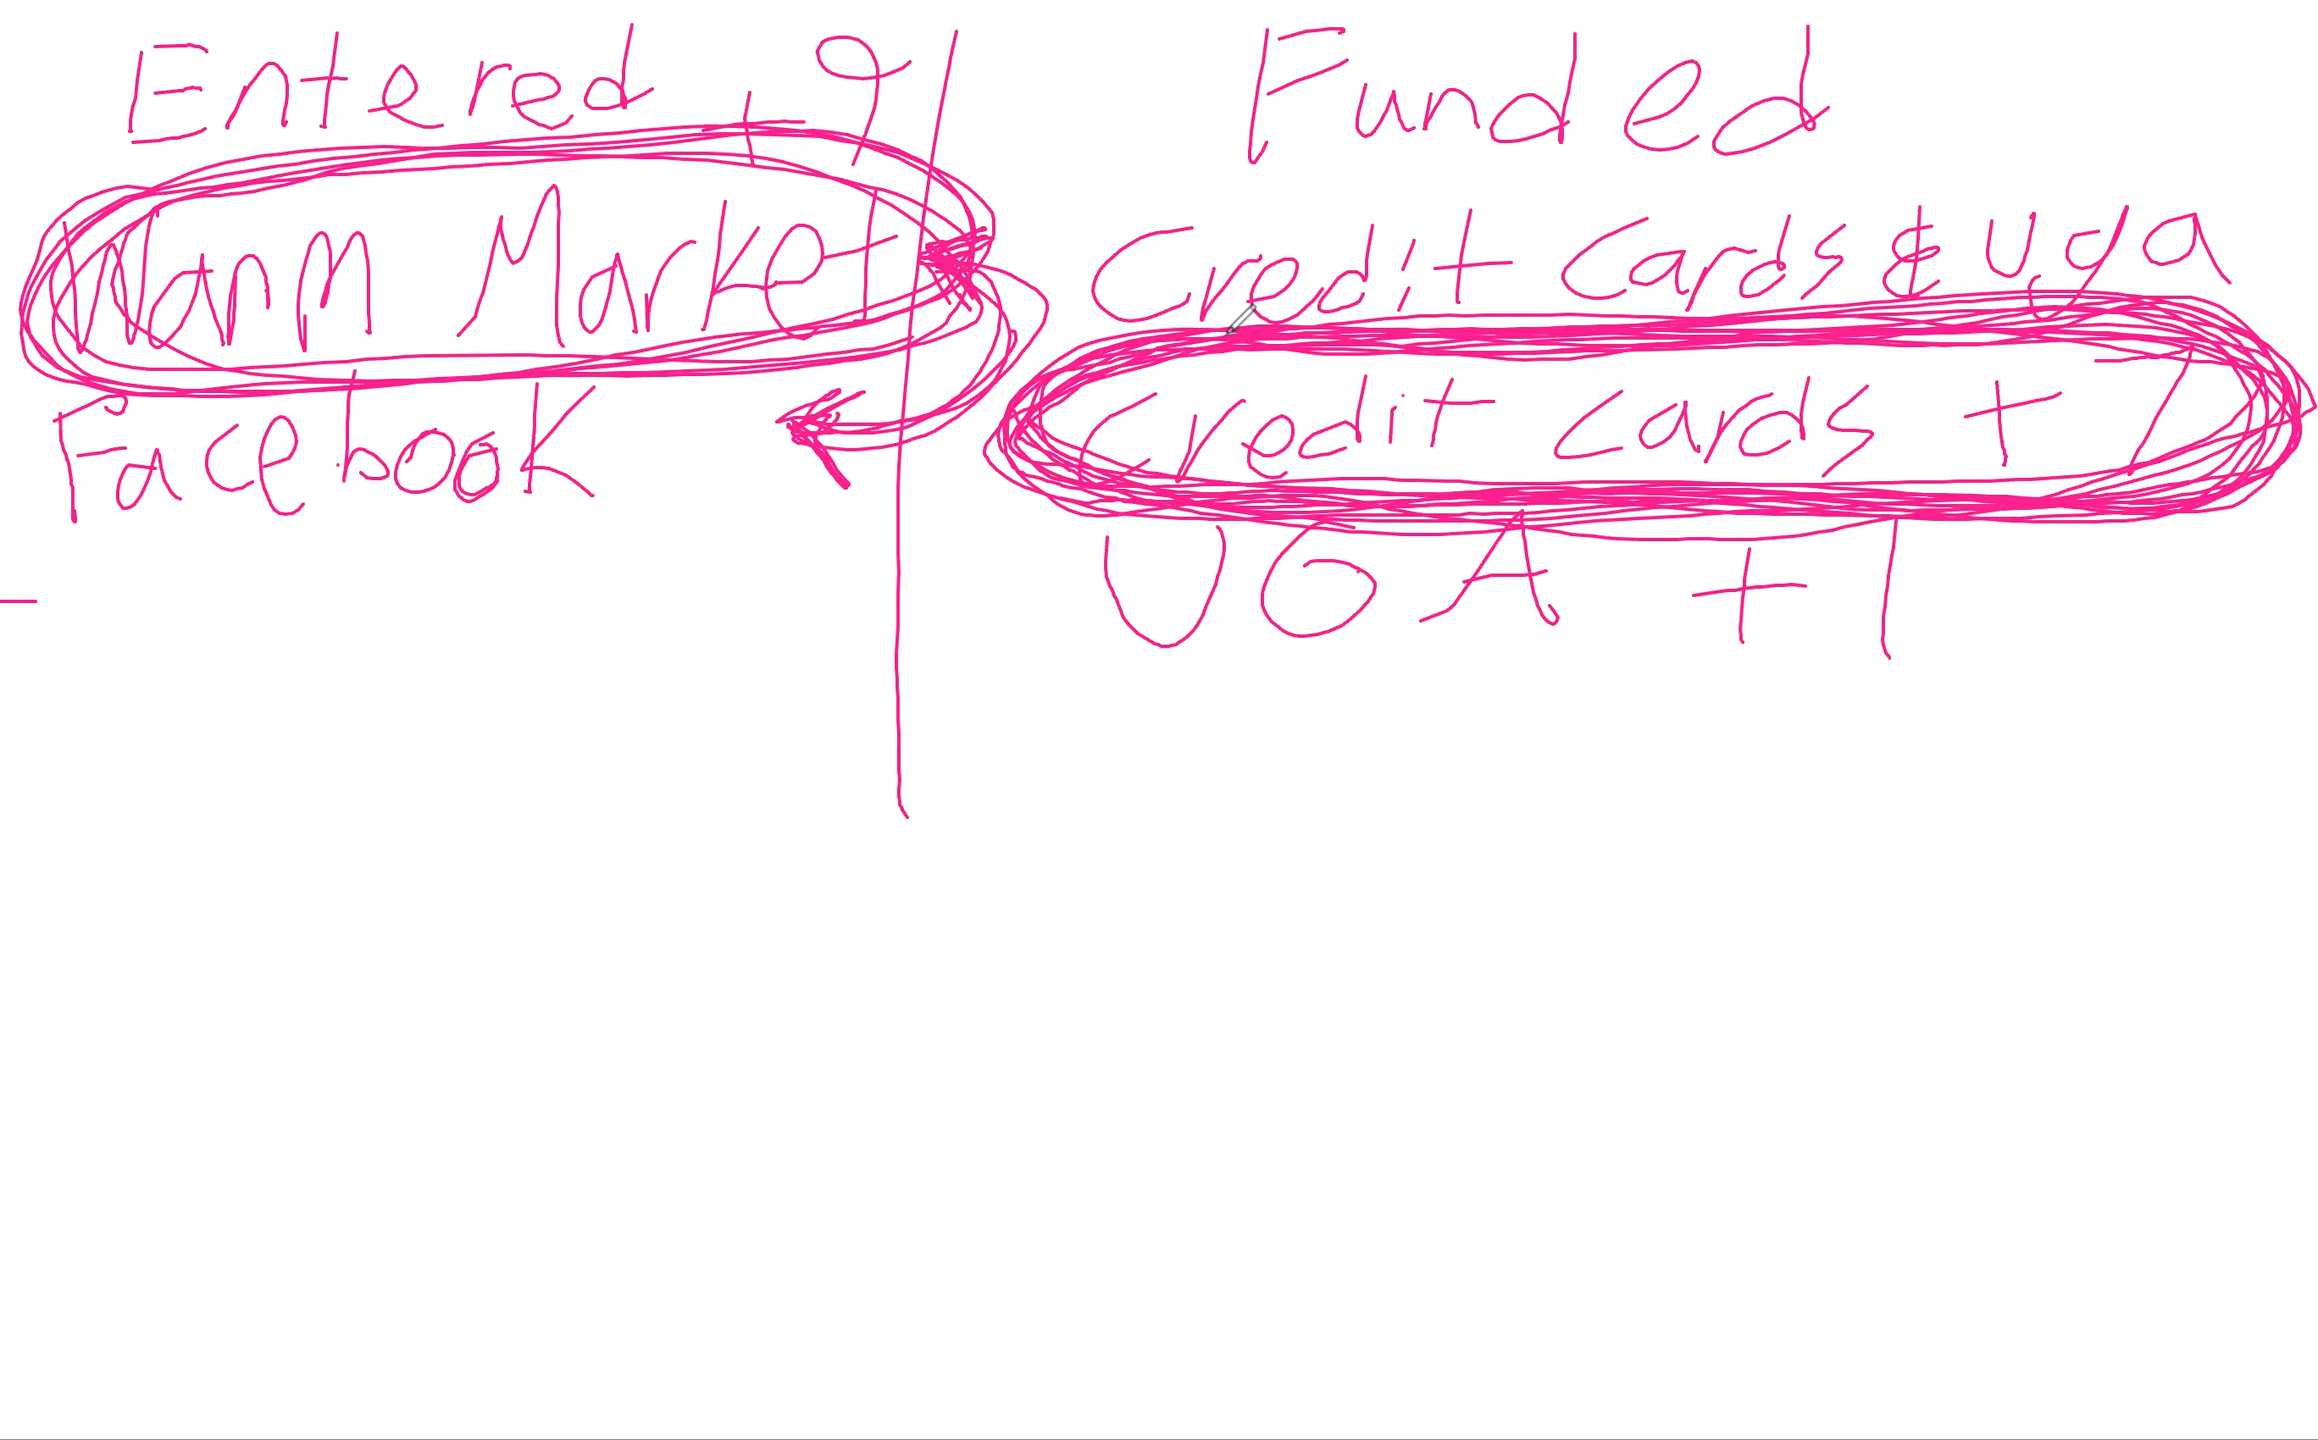 Entered +9
Warm Market
Facebook
Funded
Credit Cards & UGA
Credit Cards + 7
UGA +1